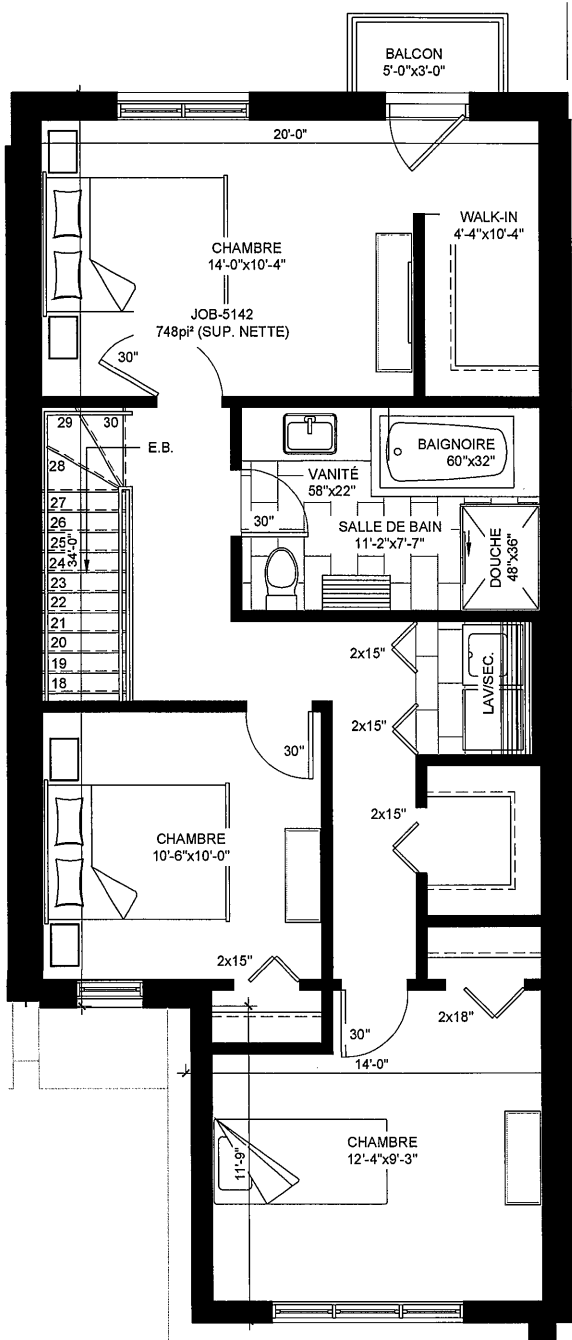 BALCON
5'-0"x3'-0"
20'-0"
WALK-IN
4'-4"x10'-4"
CHAMBRE
14'-0"x10'-4"
JOB-5142
748pi² (SUP. NETTE)
30"
29
30
E.B.
28
27
26
25
24
23
22
21
20
19
18
34'-0"
BAIGNOIRE
60"x32"
VANITÉ
58"x22"
30"
SALLE DE BAIN
11'-2"x7'-7"
DOUCHE
48"x36"
2x15"
LAV/SEC.
2x15"
30"
2x15"
CHAMBRE
10'-6"x10'-0"
2x15"
2x18"
30"
14'-0"
CHAMBRE
12'-4"x9'-3"
11'-9"